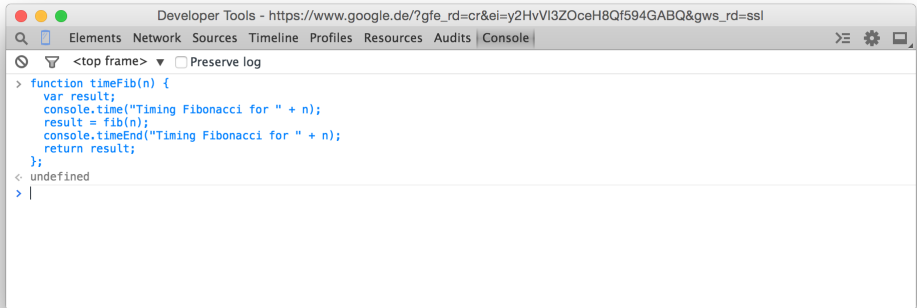 Developer Tools - https://www.google.de/?gfe_rd=cr&ei=y2HvVI3ZOceH8Qf594GABQ&gws_rd=ssl
Elements Network Sources Timeline Profiles Resources Audits Console
<top frame> ▼ Preserve log
> function timeFib(n) {
var result;
console.time("Timing Fibonacci for " + n);
result = fib(n);
console.timeEnd("Timing Fibonacci for " + n);
return result;
};
undefined
>